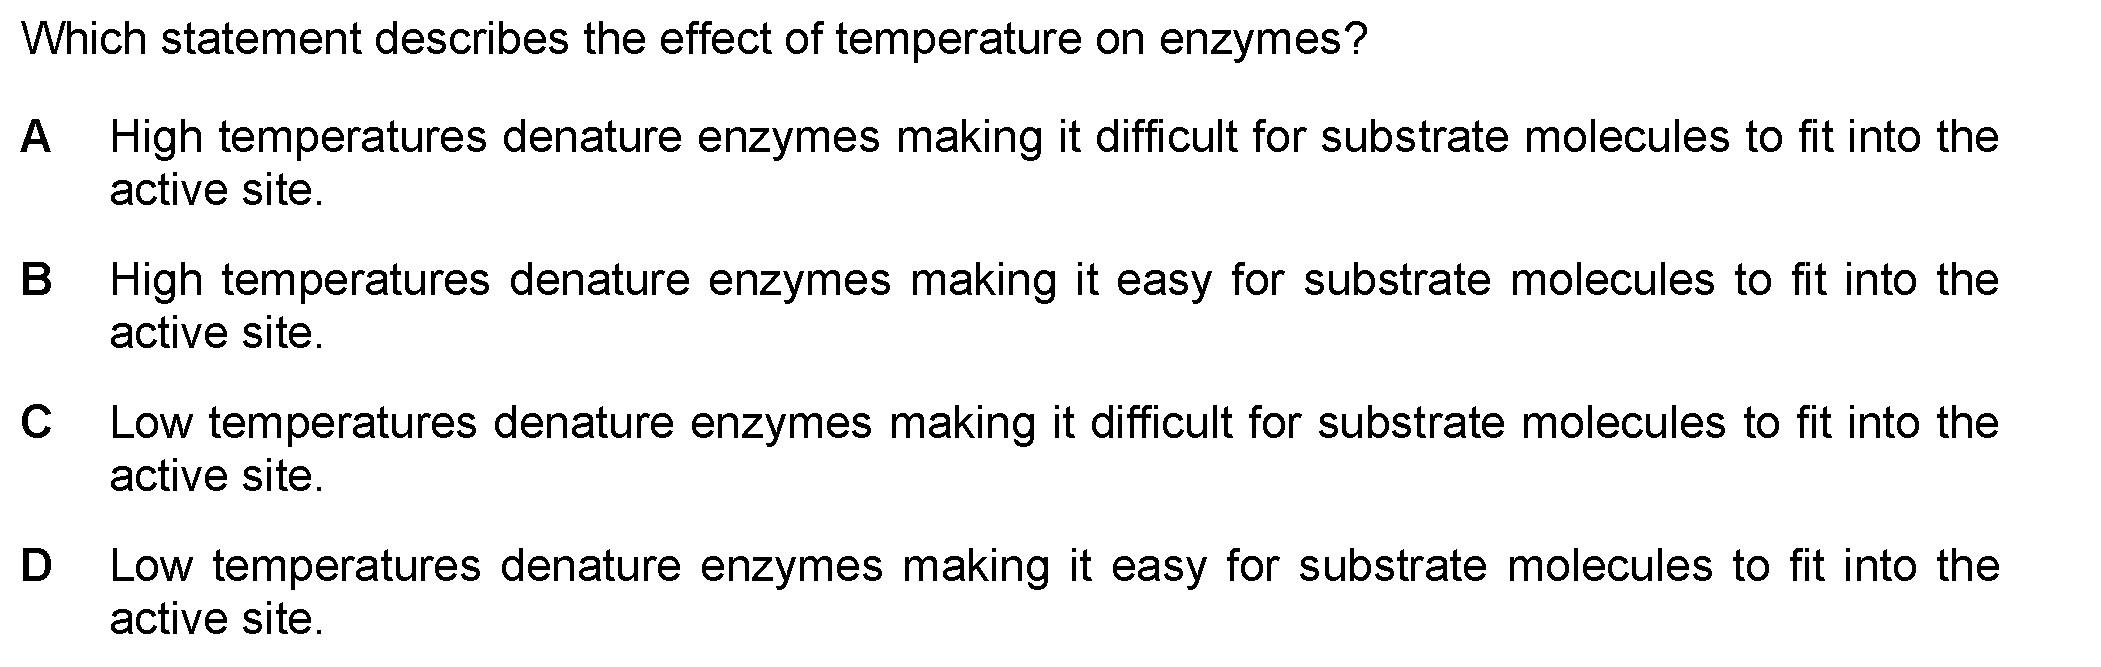 Which statement describes the effect of temperature on enzymes?
A High temperatures denature enzymes making it difficult for substrate molecules to fit into the
active site.
B High temperatures denature enzymes making it easy for substrate molecules to fit into the
active site.
C Low temperatures denature enzymes making it difficult for substrate molecules to fit into the
active site.
D Low temperatures denature enzymes making it easy for substrate molecules to fit into the
active site.